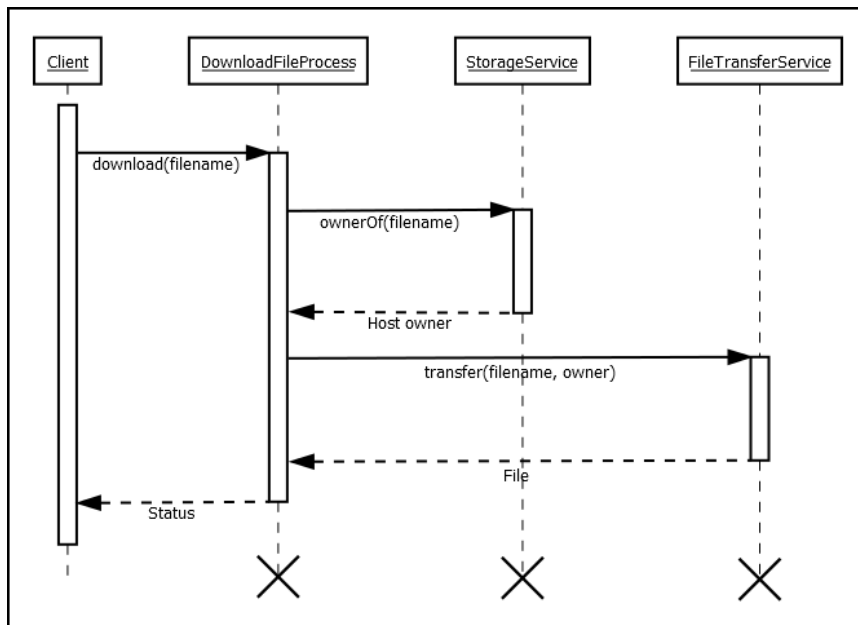 Client
DownloadFileProcess
StorageService
FileTransferService
download(filename)
ownerOf(filename)
Host owner
transfer(filename, owner)
File
Status